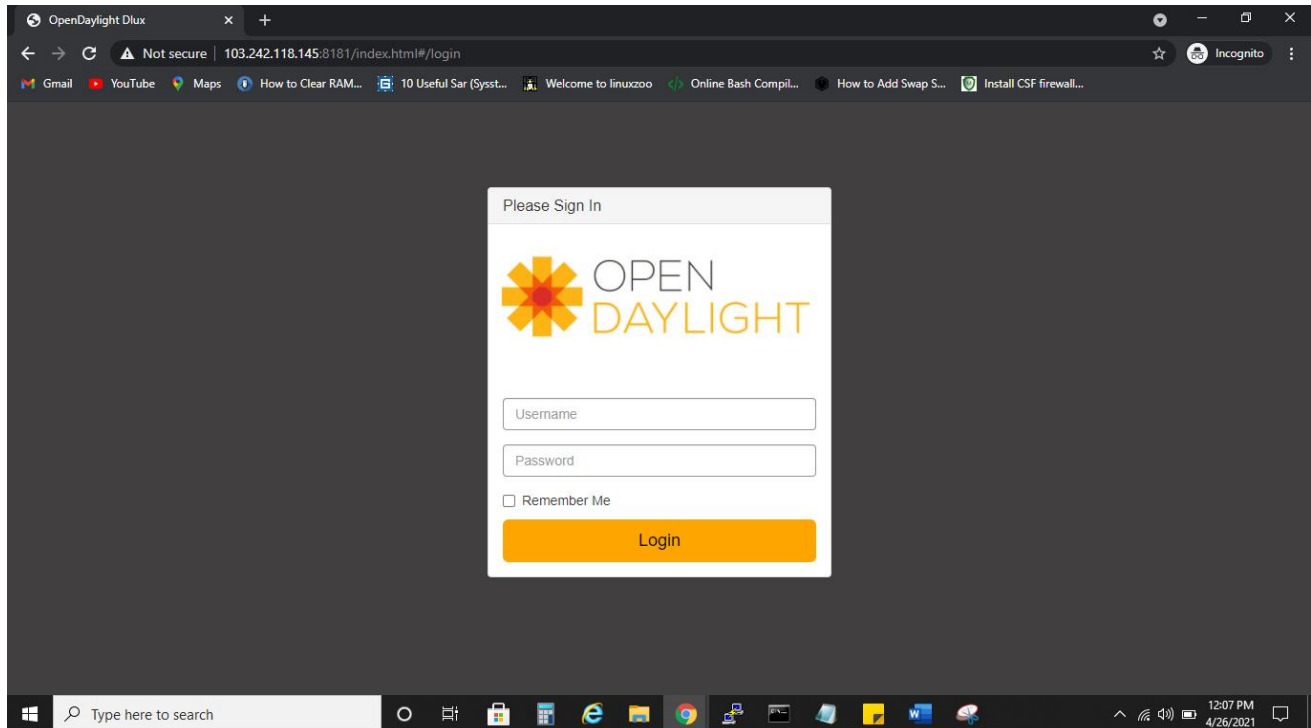 OpenDaylight Dlux
Not secure | 103.242.118.145:8181/index.html#/login
Incognito
Gmail YouTube Maps How to Clear RAM... 10 Useful Sar (Sysst... Welcome to linuxzoo Online Bash Compil... How to Add Swap S... Install CSF firewall...
Please Sign In
OPEN
DAYLIGHT
Username
Password
Remember Me
Login
Type here to search
12:07 PM
4/26/2021